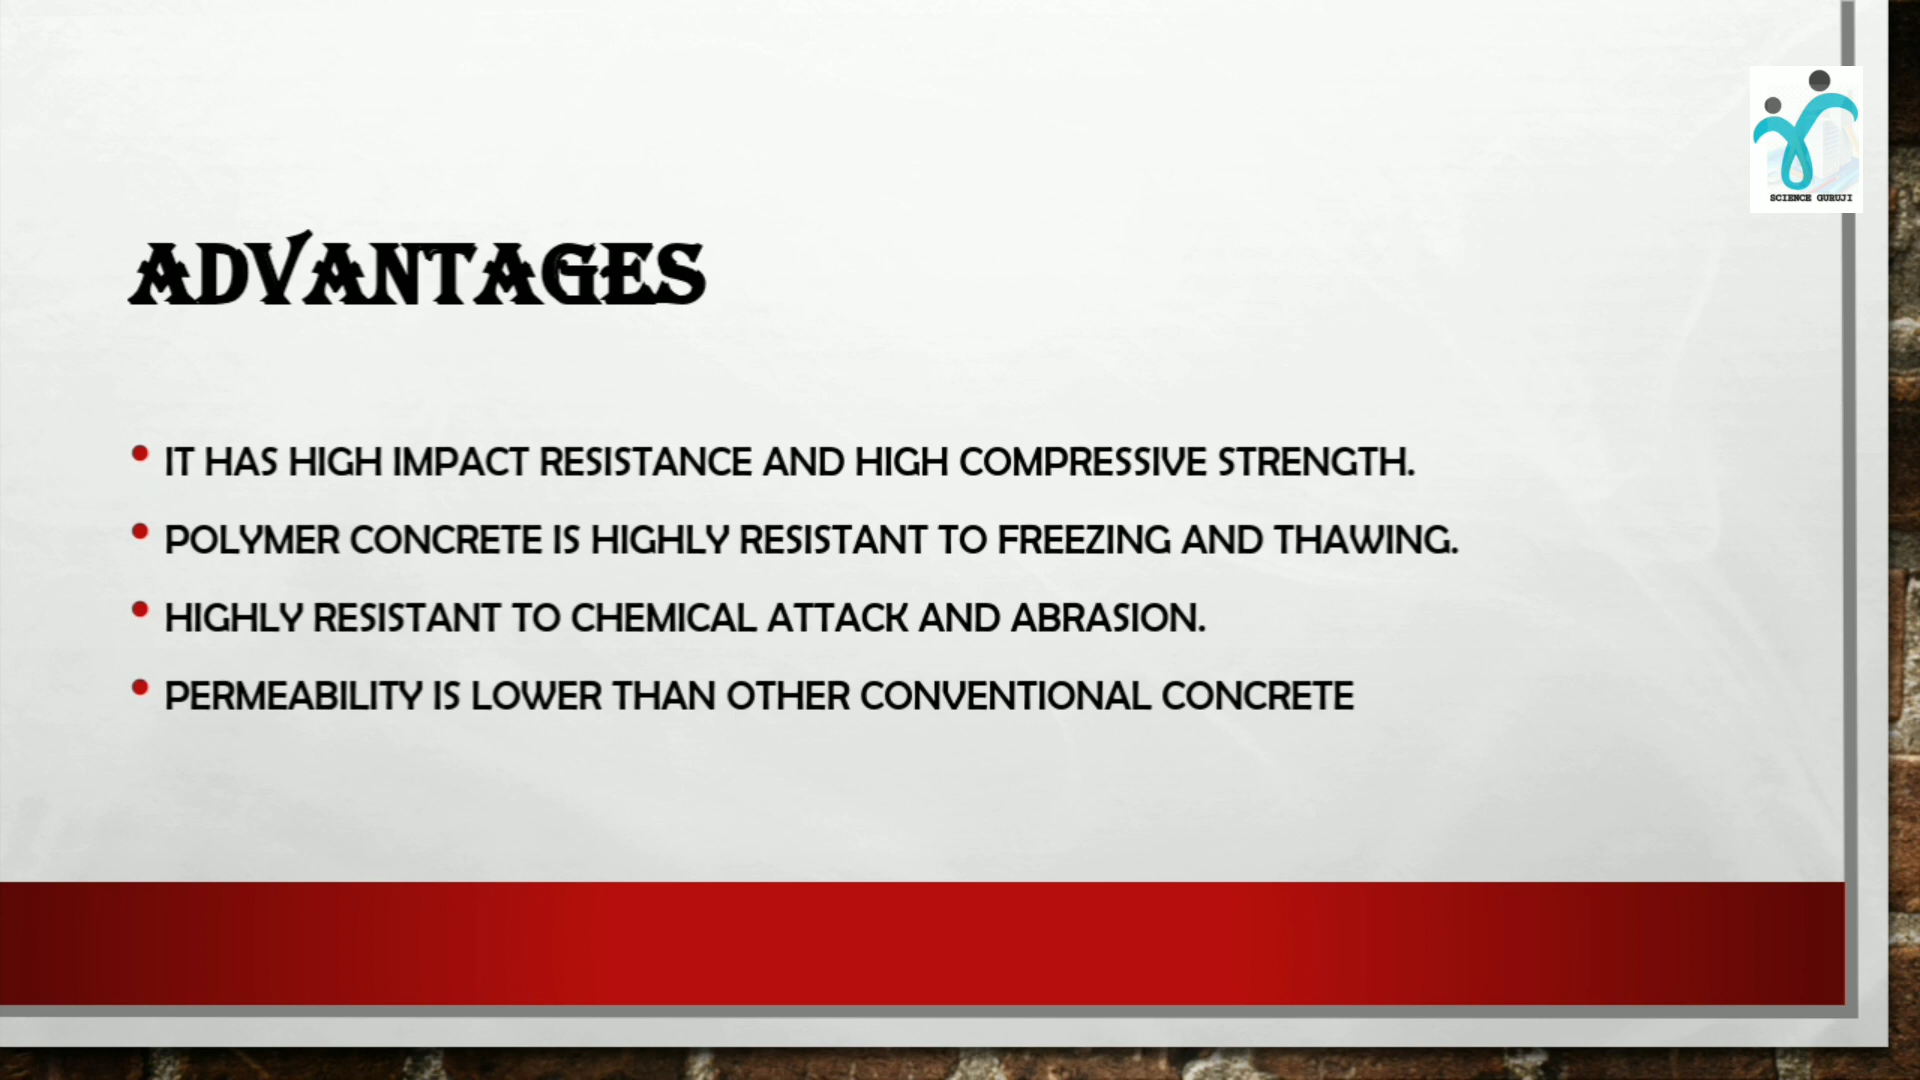 SCIENCE GURUJI
ADVANTAGES
• IT HAS HIGH IMPACT RESISTANCE AND HIGH COMPRESSIVE STRENGTH.
• POLYMER CONCRETE IS HIGHLY RESISTANT TO FREEZING AND THAWING.
• HIGHLY RESISTANT TO CHEMICAL ATTACK AND ABRASION.
• PERMEABILITY IS LOWER THAN OTHER CONVENTIONAL CONCRETE